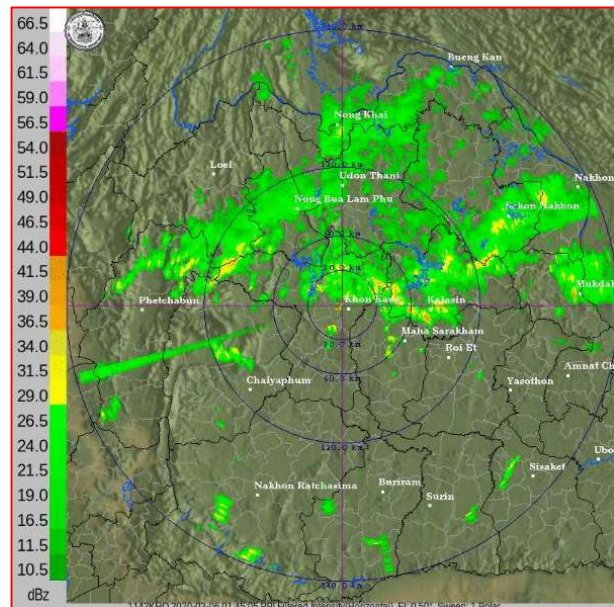 66.5
64.0
61.5
59.0
56.5
54.0
51.5
49.0
46.5
44.0
41.5
39.0
36.5
34.0
31.5
29.0
26.5
24.0
21.5
19.0
16.5
13.5
10.5
dBz
Bueng Kan
Nong Khai
Loei
Udon Thani
Nakhon
Nong Bua Lam Phu
Sakon Nakhon
Mukdah
Phetchabun
Khon Kaen
Kalasin
Maha Sarakham
Roi Et
Amnat Ch
Chaiyaphum
Yasothon
120.0 km
Sisaket
Ubo
Nakhon Ratchasima
Buriram
Surin